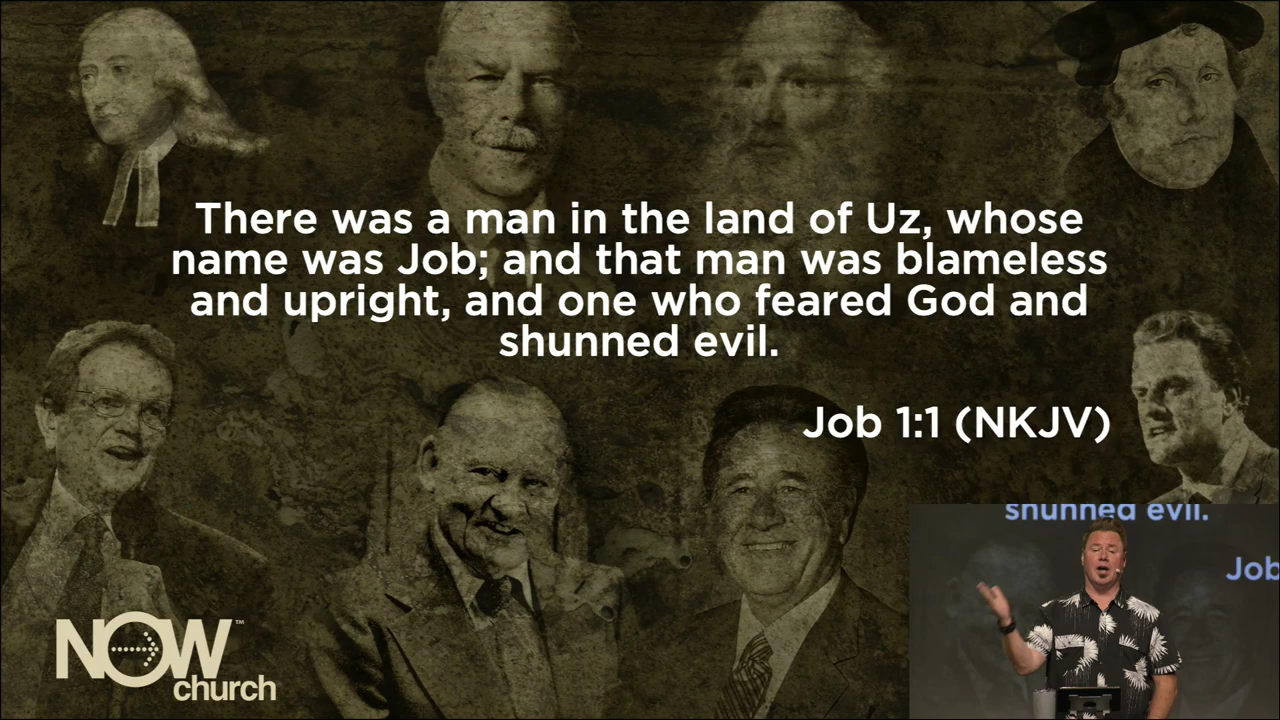 There was a man in the land of Uz, whose
name was Job; and that man was blameless
and upright, and one who feared God and
shunned evil.
Job 1:1 (NKJV)
shunned evil.
Job
NOW™
church